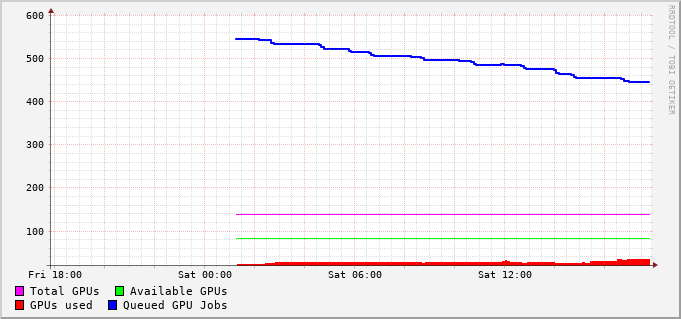 600
500
400
300
200
100
Fri 18:00 Sat 00:00 Sat 06:00 Sat 12:00
Total GPUs Available GPUs
GPUs used Queued GPU Jobs
RRDTOOL / TOBI OETIKER